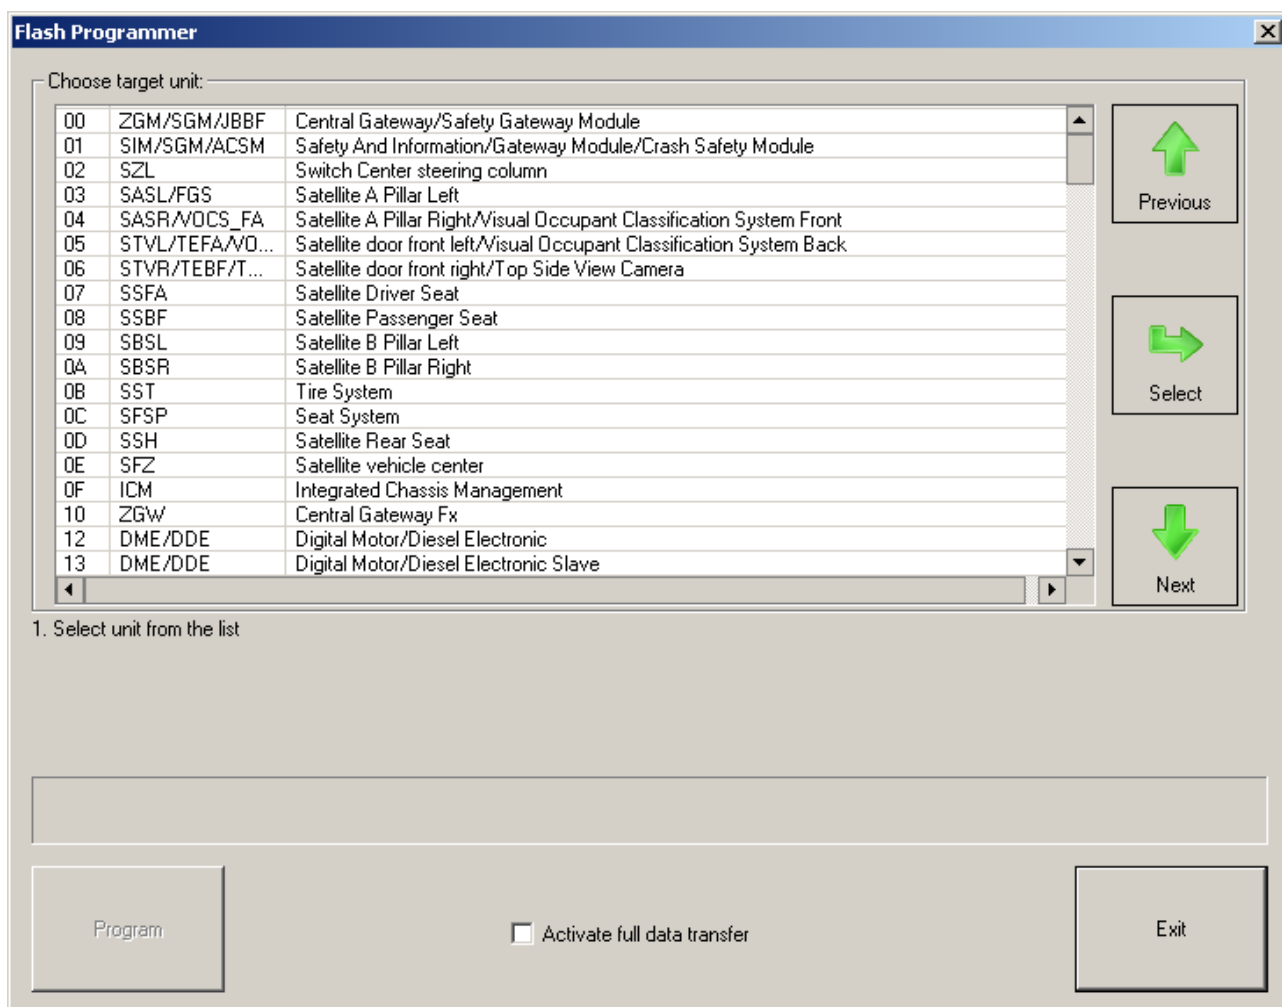 Flash Programmer
Choose target unit:
00 ZGM/SGM/JBBF Central Gateway/Safety Gateway Module
01 SIM/SGM/ACSM Safety And Information/Gateway Module/Crash Safety Module
02 SZL Switch Center steering column
03 SASL/FGS Satellite A Pillar Left
04 SASR/VOCS_FA Satellite A Pillar Right/Visual Occupant Classification System Front
05 STVL/TEFA/VO... Satellite door front left/Visual Occupant Classification System Back
06 STVR/TEBF/T... Satellite door front right/Top Side View Camera
07 SSFA Satellite Driver Seat
08 SSBF Satellite Passenger Seat
09 SBSL Satellite B Pillar Left
0A SBSR Satellite B Pillar Right
0B SST Tire System
0C SFSP Seat System
0D SSH Satellite Rear Seat
0E SFZ Satellite vehicle center
0F ICM Integrated Chassis Management
10 ZGW Central Gateway Fx
12 DME/DDE Digital Motor/Diesel Electronic
13 DME/DDE Digital Motor/Diesel Electronic Slave
Previous
Select
Next
1. Select unit from the list
Program
Activate full data transfer
Exit